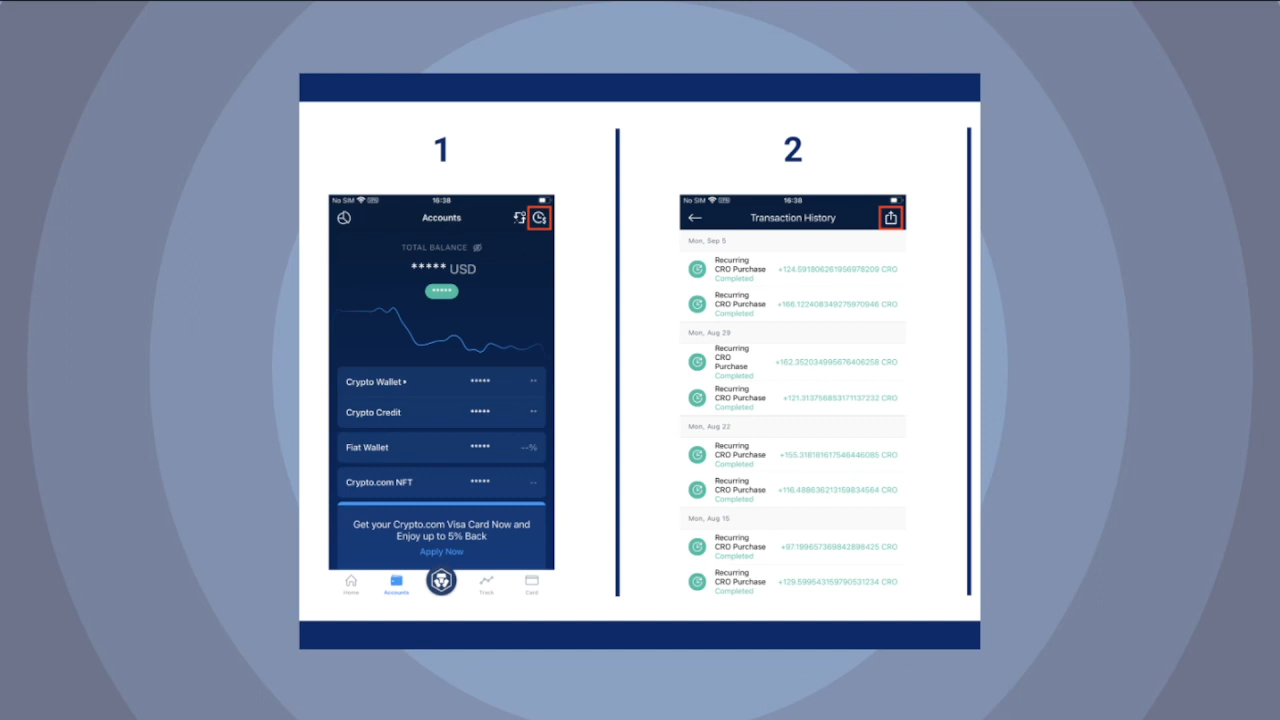 1
No SIM
16:38
Accounts
TOTAL BALANCE
***** USD
*****
Crypto Wallet ***** --
Crypto Credit ***** --
Fiat Wallet ***** --%
Crypto.com NFT ***** --
Get your Crypto.com Visa Card Now and
Enjoy up to 5% Back
Apply Now
Home Accounts Track Card
2
No SIM
16:38
Transaction History
Mon, Sep 5
Recurring
CRO Purchase +124.591806261956978209 CRO
Completed
Recurring
CRO Purchase +166.122408349275970946 CRO
Completed
Mon, Aug 29
Recurring
CRO +162.352034995676406258 CRO
Purchase
Completed
Recurring
CRO Purchase +121.313756853171137232 CRO
Completed
Mon, Aug 22
Recurring
CRO Purchase +155.318181617546446085 CRO
Completed
Recurring
CRO Purchase +116.488636213159834564 CRO
Completed
Mon, Aug 15
Recurring
CRO Purchase +97.199657369842898425 CRO
Completed
Recurring
CRO Purchase +129.599543159790531234 CRO
Completed